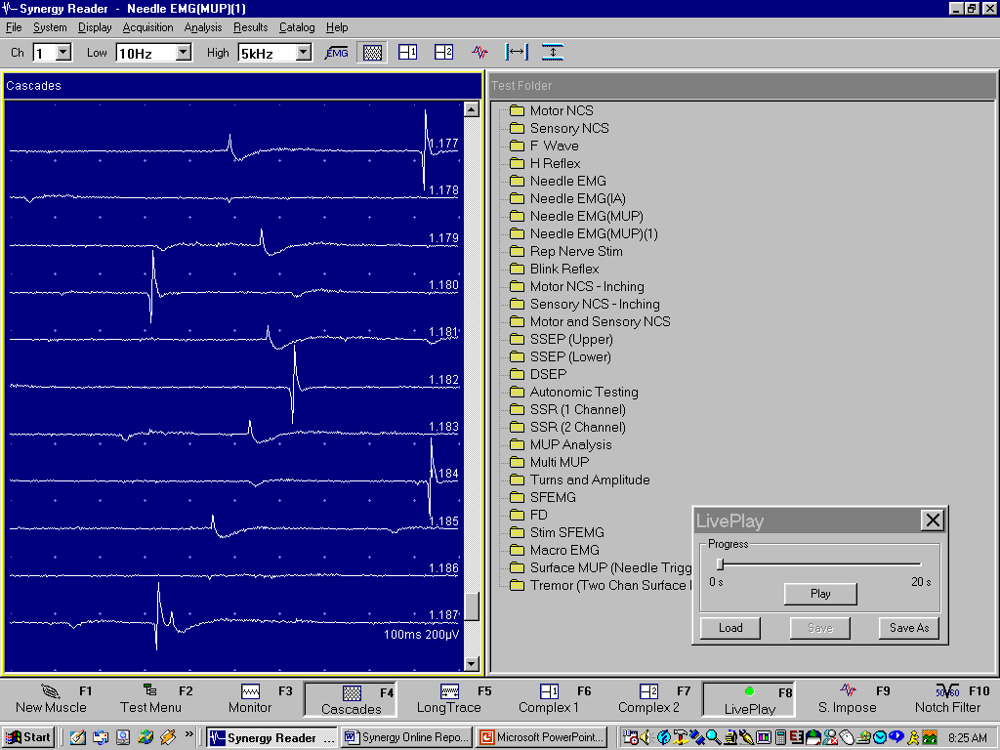 Synergy Reader - Needle EMG(MUP)(1)
File System Display Acquisition Analysis Results Catalog Help
Ch 1 Low 10Hz High 5kHz EMG 1 2
Cascades
1.177
1.178
1.179
1.180
1.181
1.182
1.183
1.184
1.185
1.186
1.187
100ms 200µV
Test Folder
Motor NCS
Sensory NCS
F Wave
H Reflex
Needle EMG
Needle EMG(IA)
Needle EMG(MUP)
Needle EMG(MUP)(1)
Rep Nerve Stim
Blink Reflex
Motor NCS - Inching
Sensory NCS - Inching
Motor and Sensory NCS
SSEP (Upper)
SSEP (Lower)
DSEP
Autonomic Testing
SSR (1 Channel)
SSR (2 Channel)
MUP Analysis
Multi MUP
Turns and Amplitude
SFEMG
FD
Stim SFEMG
Macro EMG
Surface MUP (Needle Trigg
Tremor (Two Chan Surface
LivePlay
Progress
0 s 20 s
Play
Load Save Save As
F1 F2 F3 F4 F5 F6 F7 F8 F9 F10
New Muscle Test Menu Monitor Cascades LongTrace Complex 1 Complex 2 LivePlay S. Impose Notch Filter
Start Synergy Reader ... Synergy Online Repo... Microsoft PowerPoint... 8:25 AM